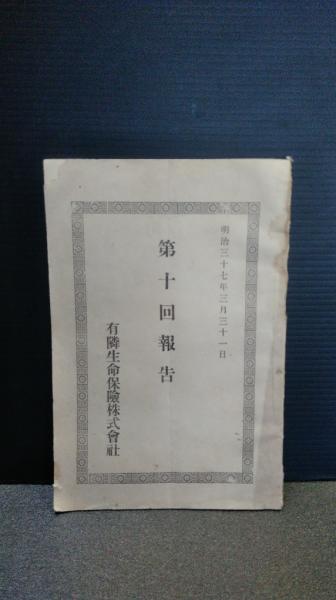 明治三十七年三月三十一日
第十回報告
有隣生命保險株式會社